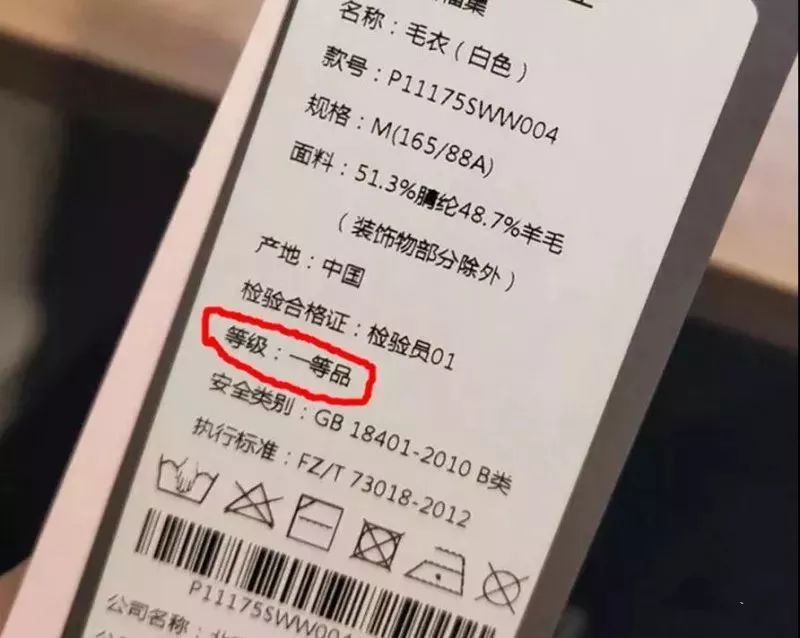 名称：毛衣（白色）
款号：P11175SWW004
规格：M(165/88A)
面料：51.3%腈纶48.7%羊毛
（装饰物部分除外）
产地：中国
检验合格证：检验员01
等级：一等品
安全类别：GB 18401-2010 B类
执行标准：FZ/T 73018-2012
P11175SWW004
公司名称：